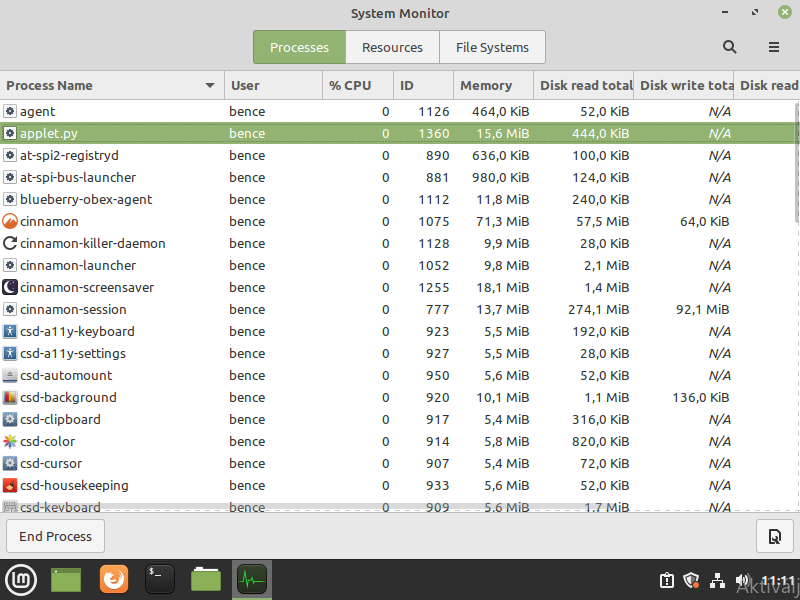 System Monitor
Processes Resources File Systems
Process Name User % CPU ID Memory Disk read total Disk write tota Disk read
agent bence 0 1126 464,0 KiB 52,0 KiB N/A
applet.py bence 0 1360 15,6 MiB 444,0 KiB N/A
at-spi2-registryd bence 0 890 636,0 KiB 100,0 KiB N/A
at-spi-bus-launcher bence 0 881 980,0 KiB 124,0 KiB N/A
blueberry-obex-agent bence 0 1112 11,8 MiB 240,0 KiB N/A
cinnamon bence 0 1075 71,3 MiB 57,5 MiB 64,0 KiB
cinnamon-killer-daemon bence 0 1128 9,9 MiB 28,0 KiB N/A
cinnamon-launcher bence 0 1052 9,8 MiB 2,1 MiB N/A
cinnamon-screensaver bence 0 1255 18,1 MiB 1,4 MiB N/A
cinnamon-session bence 0 777 13,7 MiB 274,1 MiB 92,1 MiB
csd-a11y-keyboard bence 0 923 5,5 MiB 192,0 KiB N/A
csd-a11y-settings bence 0 927 5,5 MiB 28,0 KiB N/A
csd-automount bence 0 950 5,6 MiB 52,0 KiB N/A
csd-background bence 0 920 10,1 MiB 1,1 MiB 136,0 KiB
csd-clipboard bence 0 917 5,4 MiB 316,0 KiB N/A
csd-color bence 0 914 5,8 MiB 820,0 KiB N/A
csd-cursor bence 0 907 5,4 MiB 72,0 KiB N/A
csd-housekeeping bence 0 933 5,6 MiB 52,0 KiB N/A
csd-keyboard bence 0 909 5,6 MiB 1,7 MiB N/A
End Process
11:11
Aktiválj